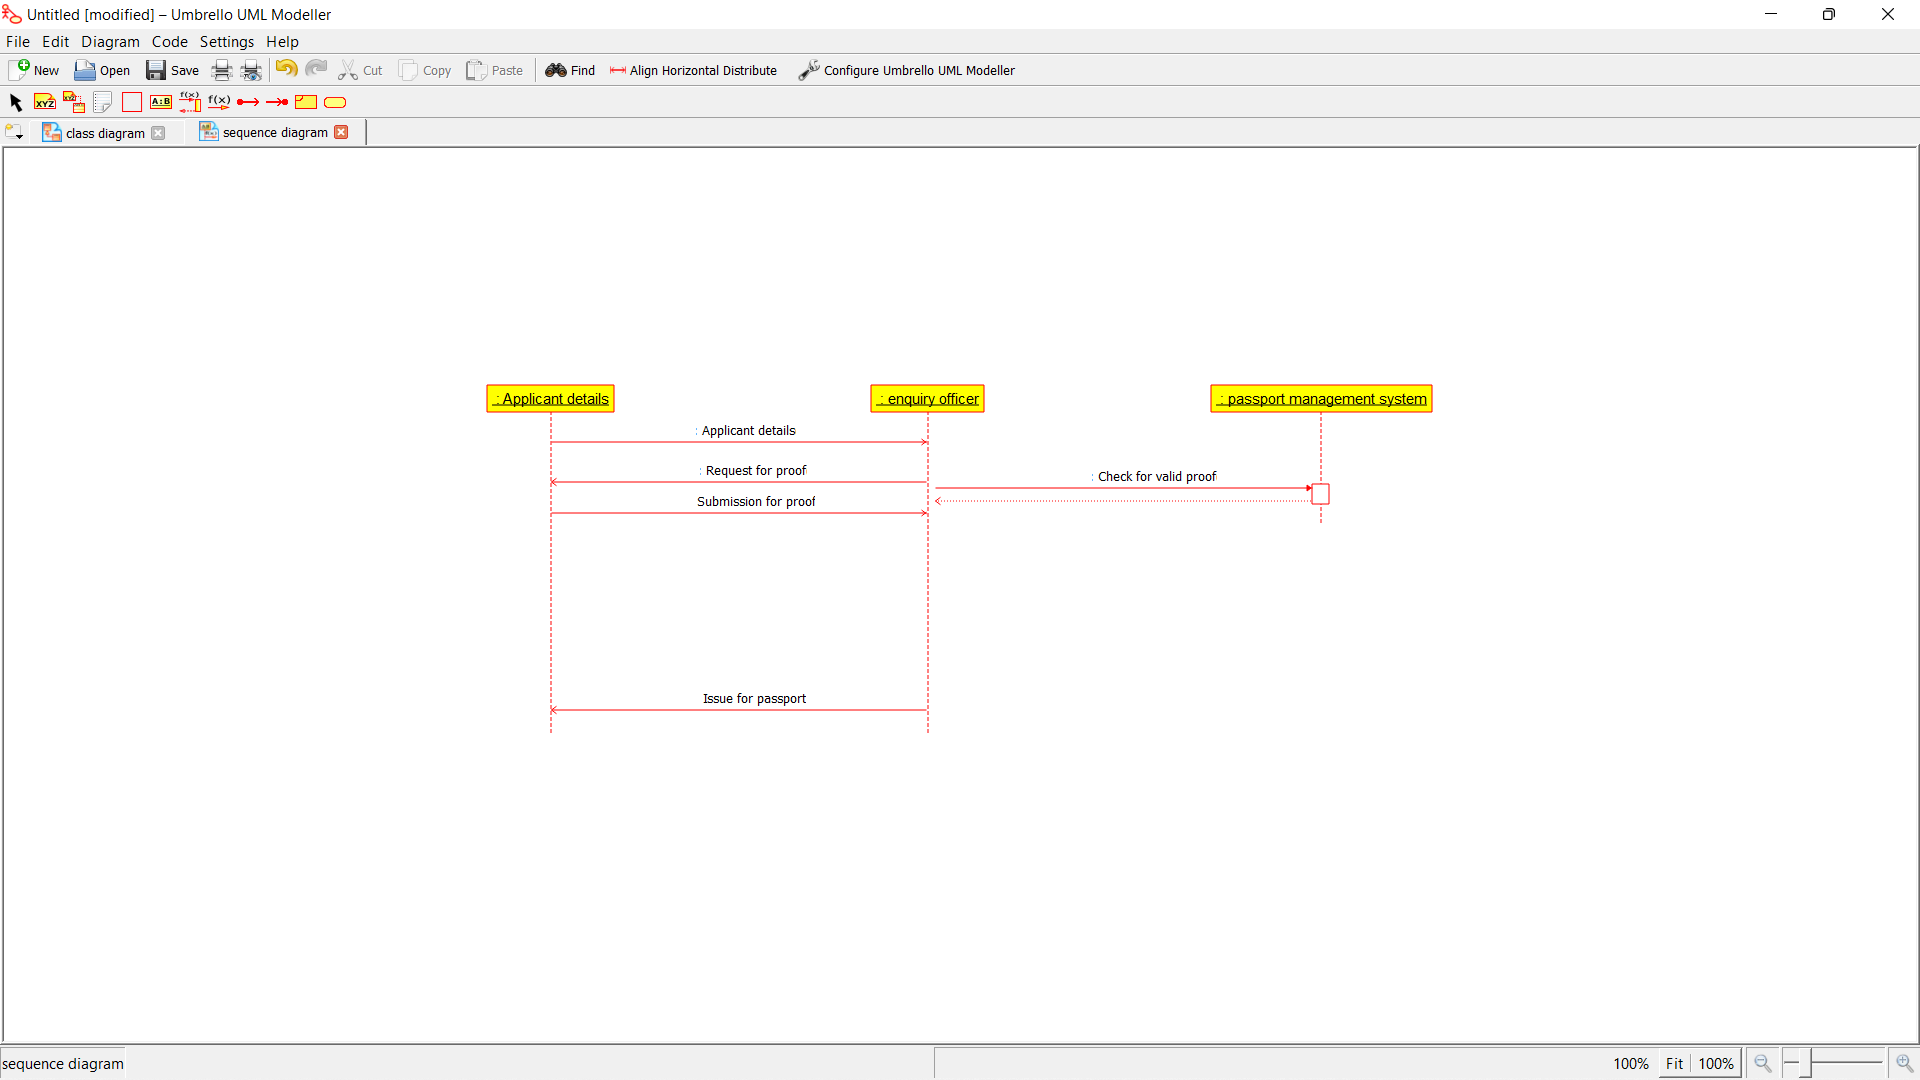 Untitled [modified] – Umbrello UML Modeller
File Edit Diagram Code Settings Help
New Open Save Cut Copy Paste Find Align Horizontal Distribute Configure Umbrello UML Modeller
XYZ XYZ A:B f(x) f(x)
class diagram sequence diagram
: Applicant details : enquiry officer : passport management system
: Applicant details
: Request for proof
: Check for valid proof
Submission for proof
Issue for passport
sequence diagram 100% Fit 100%